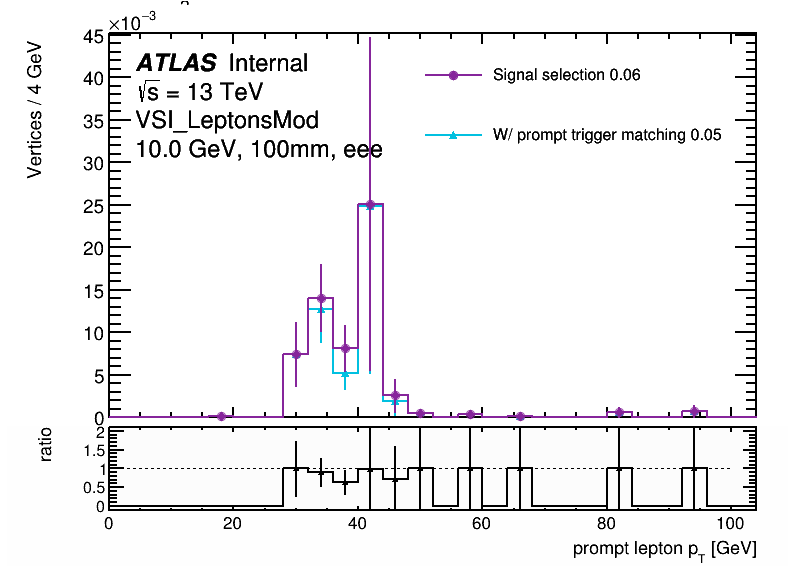 ×10⁻³
45
40
35
30
25
20
15
10
5
0
Vertices / 4 GeV
ATLAS Internal
√s = 13 TeV
VSI_LeptonsMod
10.0 GeV, 100mm, eee
Signal selection 0.06
W/ prompt trigger matching 0.05
ratio
2
1.5
1
0.5
0
0 20 40 60 80 100
prompt lepton p_T [GeV]